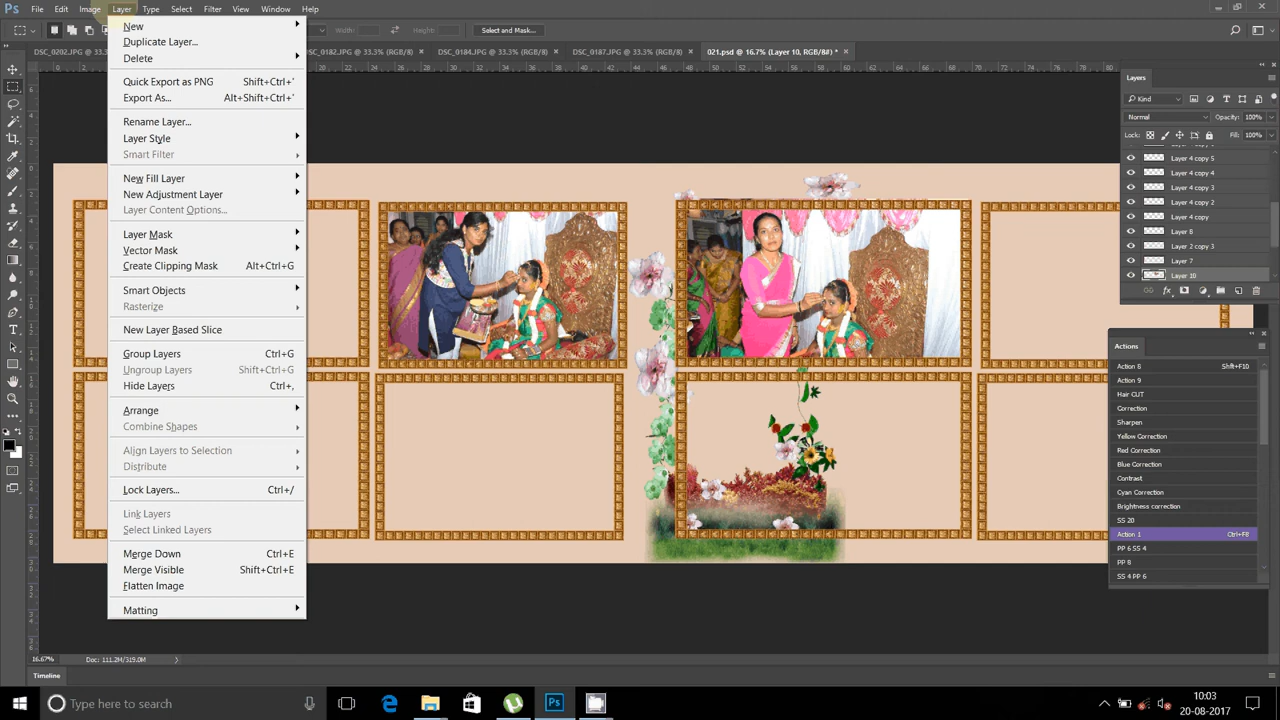 Ps File Edit Image Layer Type Select Filter View Window Help
Width: Height: Select and Mask...
DSC_0202.JPG @ 33.3% DSC_0182.JPG @ 33.3% (RGB/8) × DSC_0184.JPG @ 33.3% (RGB/8) × DSC_0187.JPG @ 33.3% (RGB/8) × 021.psd @ 16.7% (Layer 10, RGB/8#) * ×
New
Duplicate Layer...
Delete
Quick Export as PNG Shift+Ctrl+'
Export As... Alt+Shift+Ctrl+'
Rename Layer...
Layer Style
Smart Filter
New Fill Layer
New Adjustment Layer
Layer Content Options...
Layer Mask
Vector Mask
Create Clipping Mask Alt+Ctrl+G
Smart Objects
Rasterize
New Layer Based Slice
Group Layers Ctrl+G
Ungroup Layers Shift+Ctrl+G
Hide Layers Ctrl+,
Arrange
Combine Shapes
Align Layers to Selection
Distribute
Lock Layers... Ctrl+/
Link Layers
Select Linked Layers
Merge Down Ctrl+E
Merge Visible Shift+Ctrl+E
Flatten Image
Matting
Layers
Kind
Normal Opacity: 100%
Lock: Fill: 100%
Layer 4 copy 5
Layer 4 copy 4
Layer 4 copy 3
Layer 4 copy 2
Layer 4 copy
Layer 8
Layer 2 copy 3
Layer 7
Layer 10
Actions
Action 8 Shift+F10
Action 9
Hair CUT
Correction
Sharpen
Yellow Correction
Red Correction
Blue Correction
Contrast
Cyan Correction
Brightness correction
SS 20
Action 1 Ctrl+F8
PP 6 SS 4
PP 8
SS 4 PP 6
16.67% Doc: 111.2M/319.0M
Timeline
Type here to search
10:03
20-08-2017